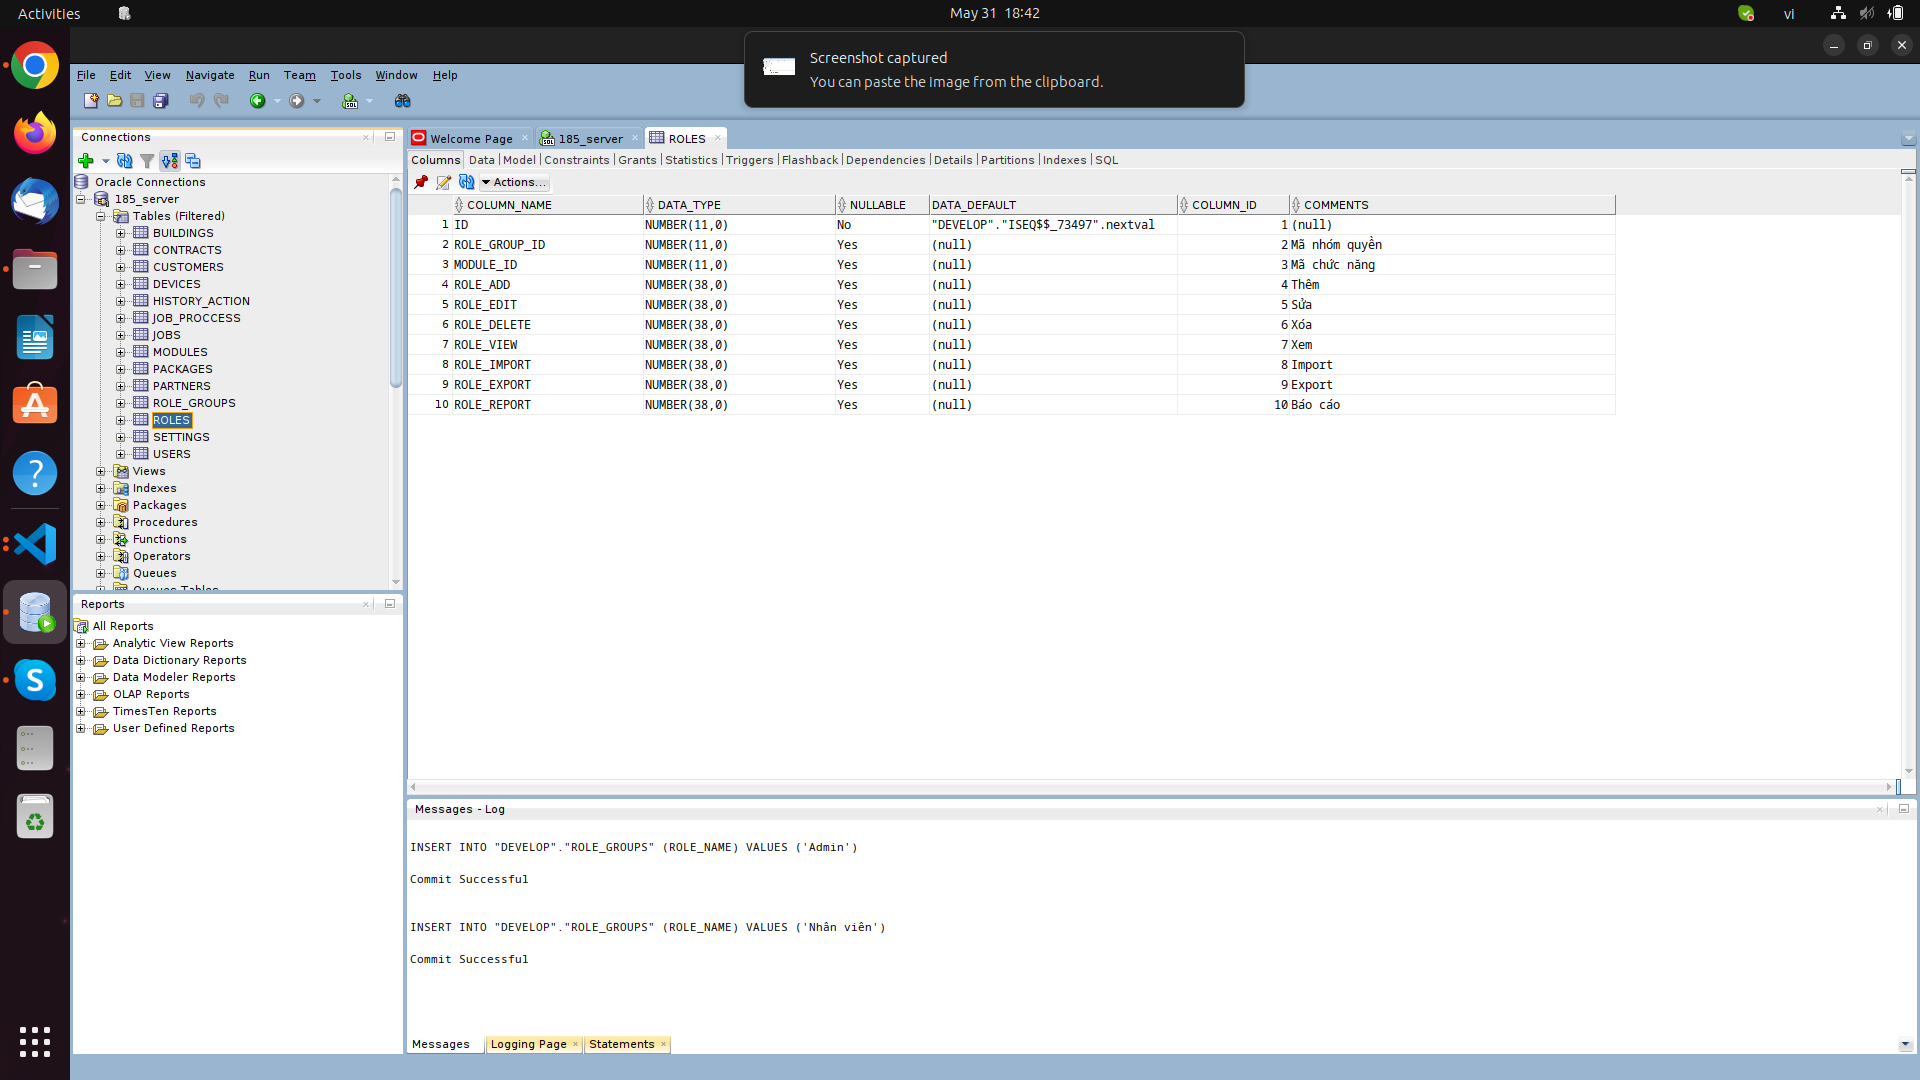 Activities
May 31 18:42
vi
Screenshot captured
You can paste the image from the clipboard.
File Edit View Navigate Run Team Tools Window Help
Connections
Welcome Page 185_server ROLES
Columns Data Model Constraints Grants Statistics Triggers Flashback Dependencies Details Partitions Indexes SQL
Actions...
Oracle Connections
185_server
Tables (Filtered)
BUILDINGS
CONTRACTS
CUSTOMERS
DEVICES
HISTORY_ACTION
JOB_PROCCESS
JOBS
MODULES
PACKAGES
PARTNERS
ROLE_GROUPS
ROLES
SETTINGS
USERS
Views
Indexes
Packages
Procedures
Functions
Operators
Queues
Queues Tables
COLUMN_NAME DATA_TYPE NULLABLE DATA_DEFAULT COLUMN_ID COMMENTS
1 ID NUMBER(11,0) No "DEVELOP"."ISEQ$$_73497".nextval 1 (null)
2 ROLE_GROUP_ID NUMBER(11,0) Yes (null) 2 Mã nhóm quyền
3 MODULE_ID NUMBER(11,0) Yes (null) 3 Mã chức năng
4 ROLE_ADD NUMBER(38,0) Yes (null) 4 Thêm
5 ROLE_EDIT NUMBER(38,0) Yes (null) 5 Sửa
6 ROLE_DELETE NUMBER(38,0) Yes (null) 6 Xóa
7 ROLE_VIEW NUMBER(38,0) Yes (null) 7 Xem
8 ROLE_IMPORT NUMBER(38,0) Yes (null) 8 Import
9 ROLE_EXPORT NUMBER(38,0) Yes (null) 9 Export
10 ROLE_REPORT NUMBER(38,0) Yes (null) 10 Báo cáo
Reports
All Reports
Analytic View Reports
Data Dictionary Reports
Data Modeler Reports
OLAP Reports
TimesTen Reports
User Defined Reports
Messages - Log
INSERT INTO "DEVELOP"."ROLE_GROUPS" (ROLE_NAME) VALUES ('Admin')
Commit Successful
INSERT INTO "DEVELOP"."ROLE_GROUPS" (ROLE_NAME) VALUES ('Nhân viên')
Commit Successful
Messages Logging Page Statements